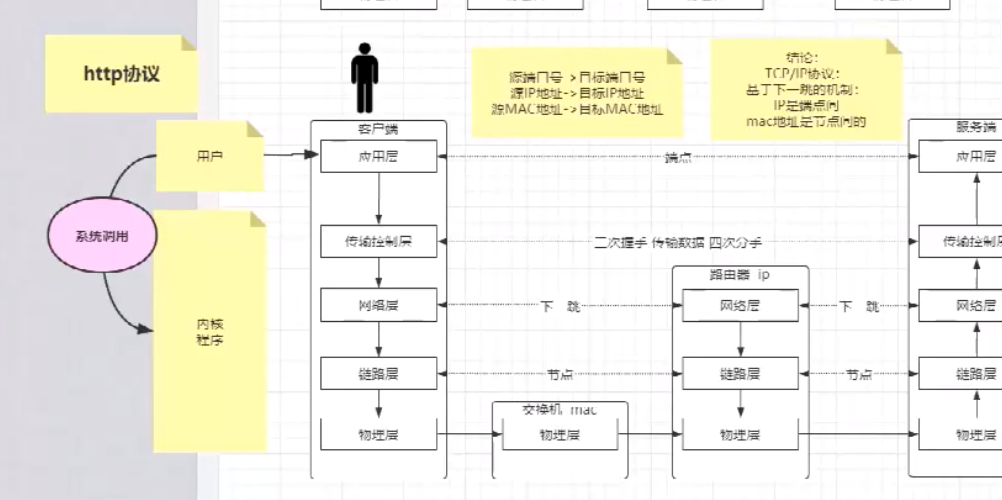 http协议
源端口号->目标端口号
源IP地址->目标IP地址
源MAC地址->目标MAC地址
结论：
TCP/IP协议：
基于下一跳的机制：
IP是端点间
mac地址是节点间的
客户端
服务端
用户
应用层
端点
应用层
系统调用
传输控制层
三次握手 传输数据 四次分手
传输控制层
路由器 ip
内核
程序
网络层
下一跳
网络层
下一跳
网络层
链路层
节点
链路层
节点
链路层
交换机 mac
物理层
物理层
物理层
物理层